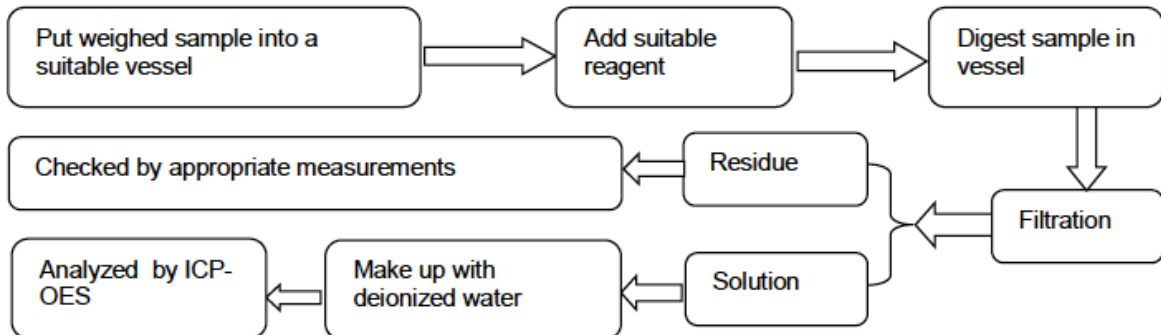 Put weighed sample into a
suitable vessel
Add suitable
reagent
Digest sample in
vessel
Filtration
Residue
Checked by appropriate measurements
Solution
Make up with
deionized water
Analyzed by ICP-
OES